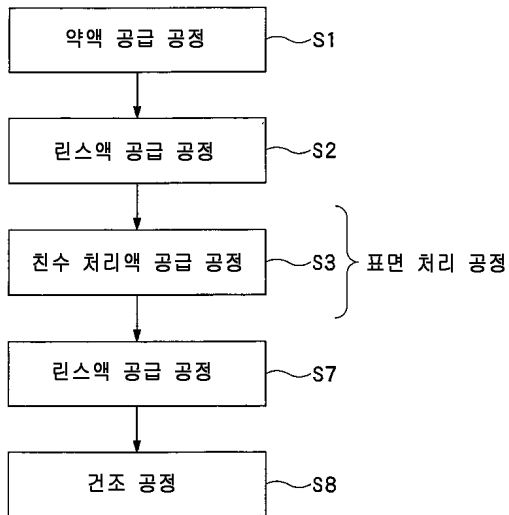 약액 공급 공정 S1
린스액 공급 공정 S2
친수 처리액 공급 공정 S3 표면 처리 공정
린스액 공급 공정 S7
건조 공정 S8